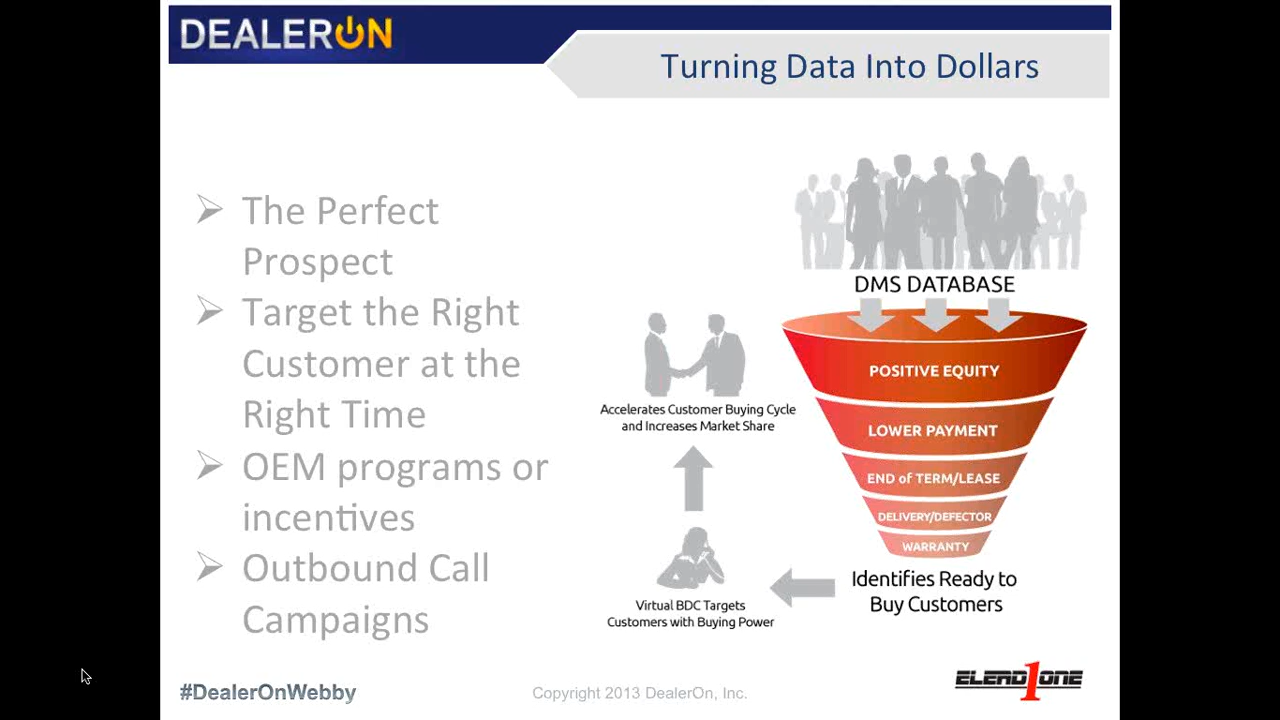 DEALERON
Turning Data Into Dollars
➢ The Perfect
Prospect
➢ Target the Right
Customer at the
Right Time
➢ OEM programs or
incentives
➢ Outbound Call
Campaigns
DMS DATABASE
POSITIVE EQUITY
LOWER PAYMENT
END of TERM/LEASE
DELIVERY/DEFECTOR
WARRANTY
Identifies Ready to
Buy Customers
Virtual BDC Targets
Customers with Buying Power
Accelerates Customer Buying Cycle
and Increases Market Share
#DealerOnWebby
Copyright 2013 DealerOn, Inc.
ELEAD1ONE